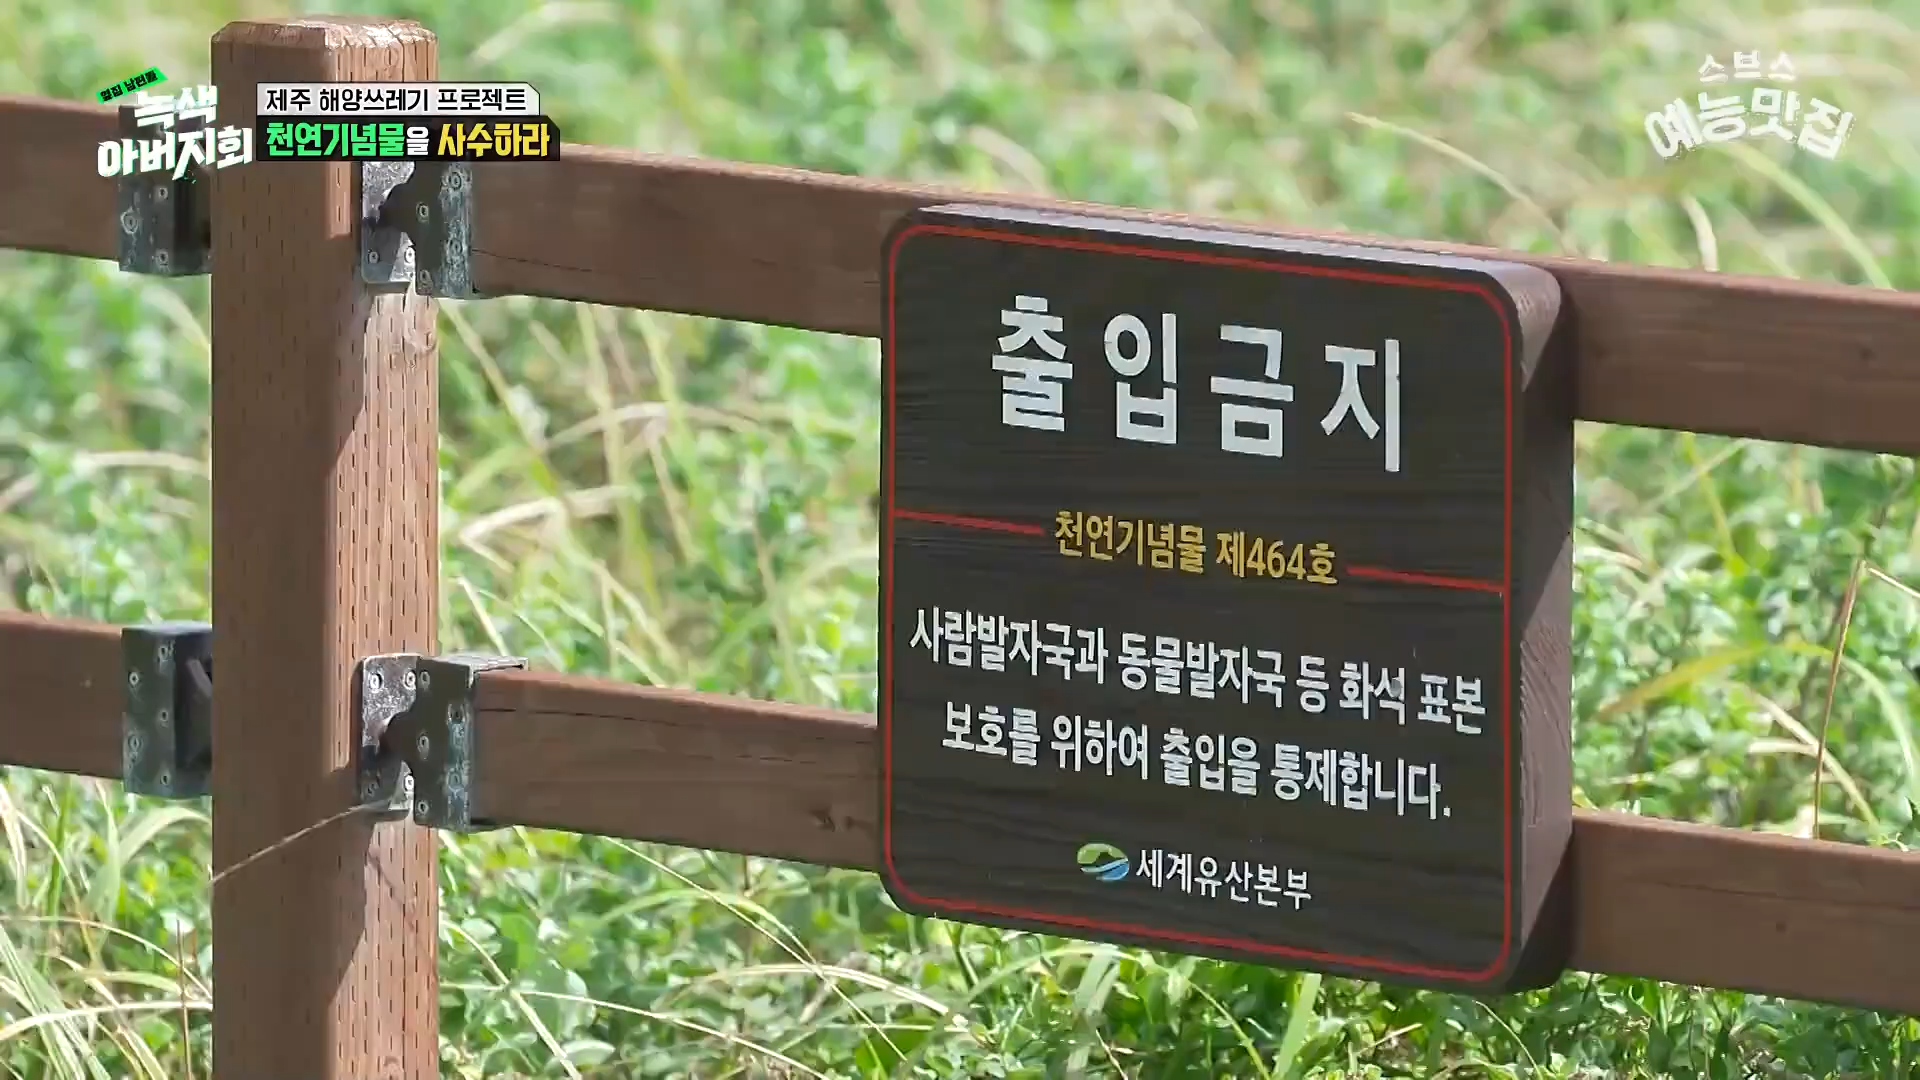 옆집 남편들
녹색
아버지회
제주 해양쓰레기 프로젝트
천연기념물을 사수하라
스브스
예능맛집
출입금지
천연기념물 제464호
사람발자국과 동물발자국 등 화석 표본
보호를 위하여 출입을 통제합니다.
세계유산본부